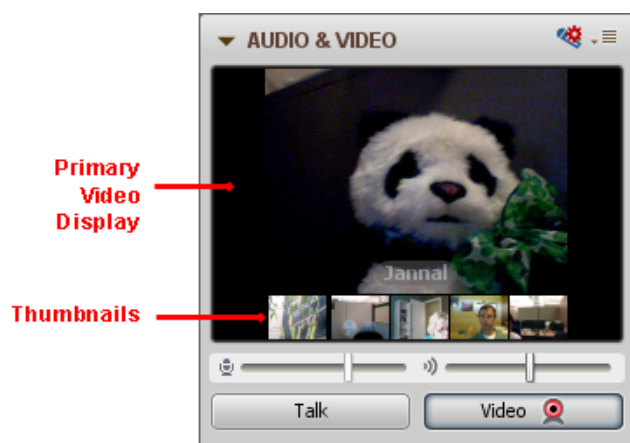 AUDIO & VIDEO
Primary
Video
Display
Jannal
Thumbnails
Talk
Video